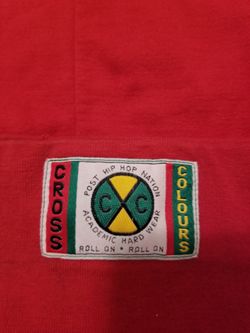 CROSS
POST HIP HOP NATION
C C
ACADEMIC HARD WEAR
ROLL ON * ROLL ON
COLOURS